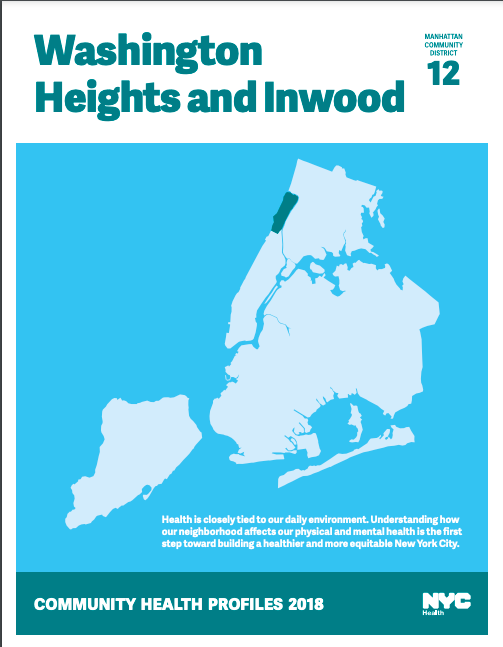 Washington
Heights and Inwood
MANHATTAN
COMMUNITY
DISTRICT
12
Health is closely tied to our daily environment. Understanding how
our neighborhood affects our physical and mental health is the first
step toward building a healthier and more equitable New York City.
COMMUNITY HEALTH PROFILES 2018
NYC
Health